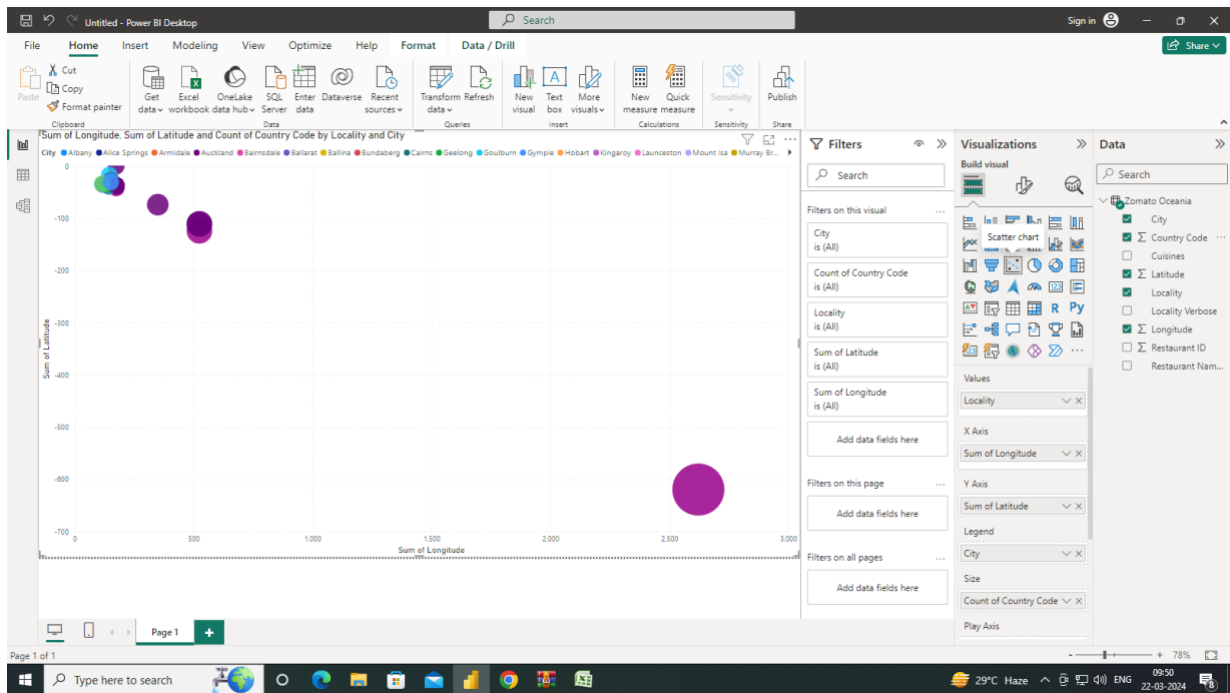 Untitled - Power BI Desktop
Search
Sign in
File Home Insert Modeling View Optimize Help Format Data / Drill
Share
Paste
Cut
Copy
Format painter
Clipboard
Get data
Excel workbook
OneLake data hub
SQL Server
Enter data
Dataverse
Recent sources
Data
Transform data
Refresh
Queries
New visual
Text box
More visuals
Insert
New measure
Quick measure
Calculations
Sensitivity
Sensitivity
Publish
Share
Sum of Longitude, Sum of Latitude and Count of Country Code by Locality and City
City Albany Alice Springs Armidale Auckland Bairnsdale Ballarat Ballina Bundaberg Cairns Geelong Goulburn Gympie Hobart Kingaroy Launceston Mount Isa Murray Br...
0
-100
-200
-300
-400
-500
-600
-700
Sum of Latitude
0 500 1,000 1,500 2,000 2,500 3,000
Sum of Longitude
Filters
Search
Filters on this visual ...
City
is (All)
Count of Country Code
is (All)
Locality
is (All)
Sum of Latitude
is (All)
Sum of Longitude
is (All)
Add data fields here
Filters on this page ...
Add data fields here
Filters on all pages ...
Add data fields here
Visualizations
Build visual
Scatter chart
R Py
...
Values
Locality
X Axis
Sum of Longitude
Y Axis
Sum of Latitude
Legend
City
Size
Count of Country Code
Play Axis
Data
Search
Zomato Oceania
City
Σ Country Code ...
Cuisines
Σ Latitude
Locality
Locality Verbose
Σ Longitude
Σ Restaurant ID
Restaurant Nam...
Page 1
Page 1 of 1
78%
Type here to search
29°C Haze
ENG
09:50
22-03-2024
8